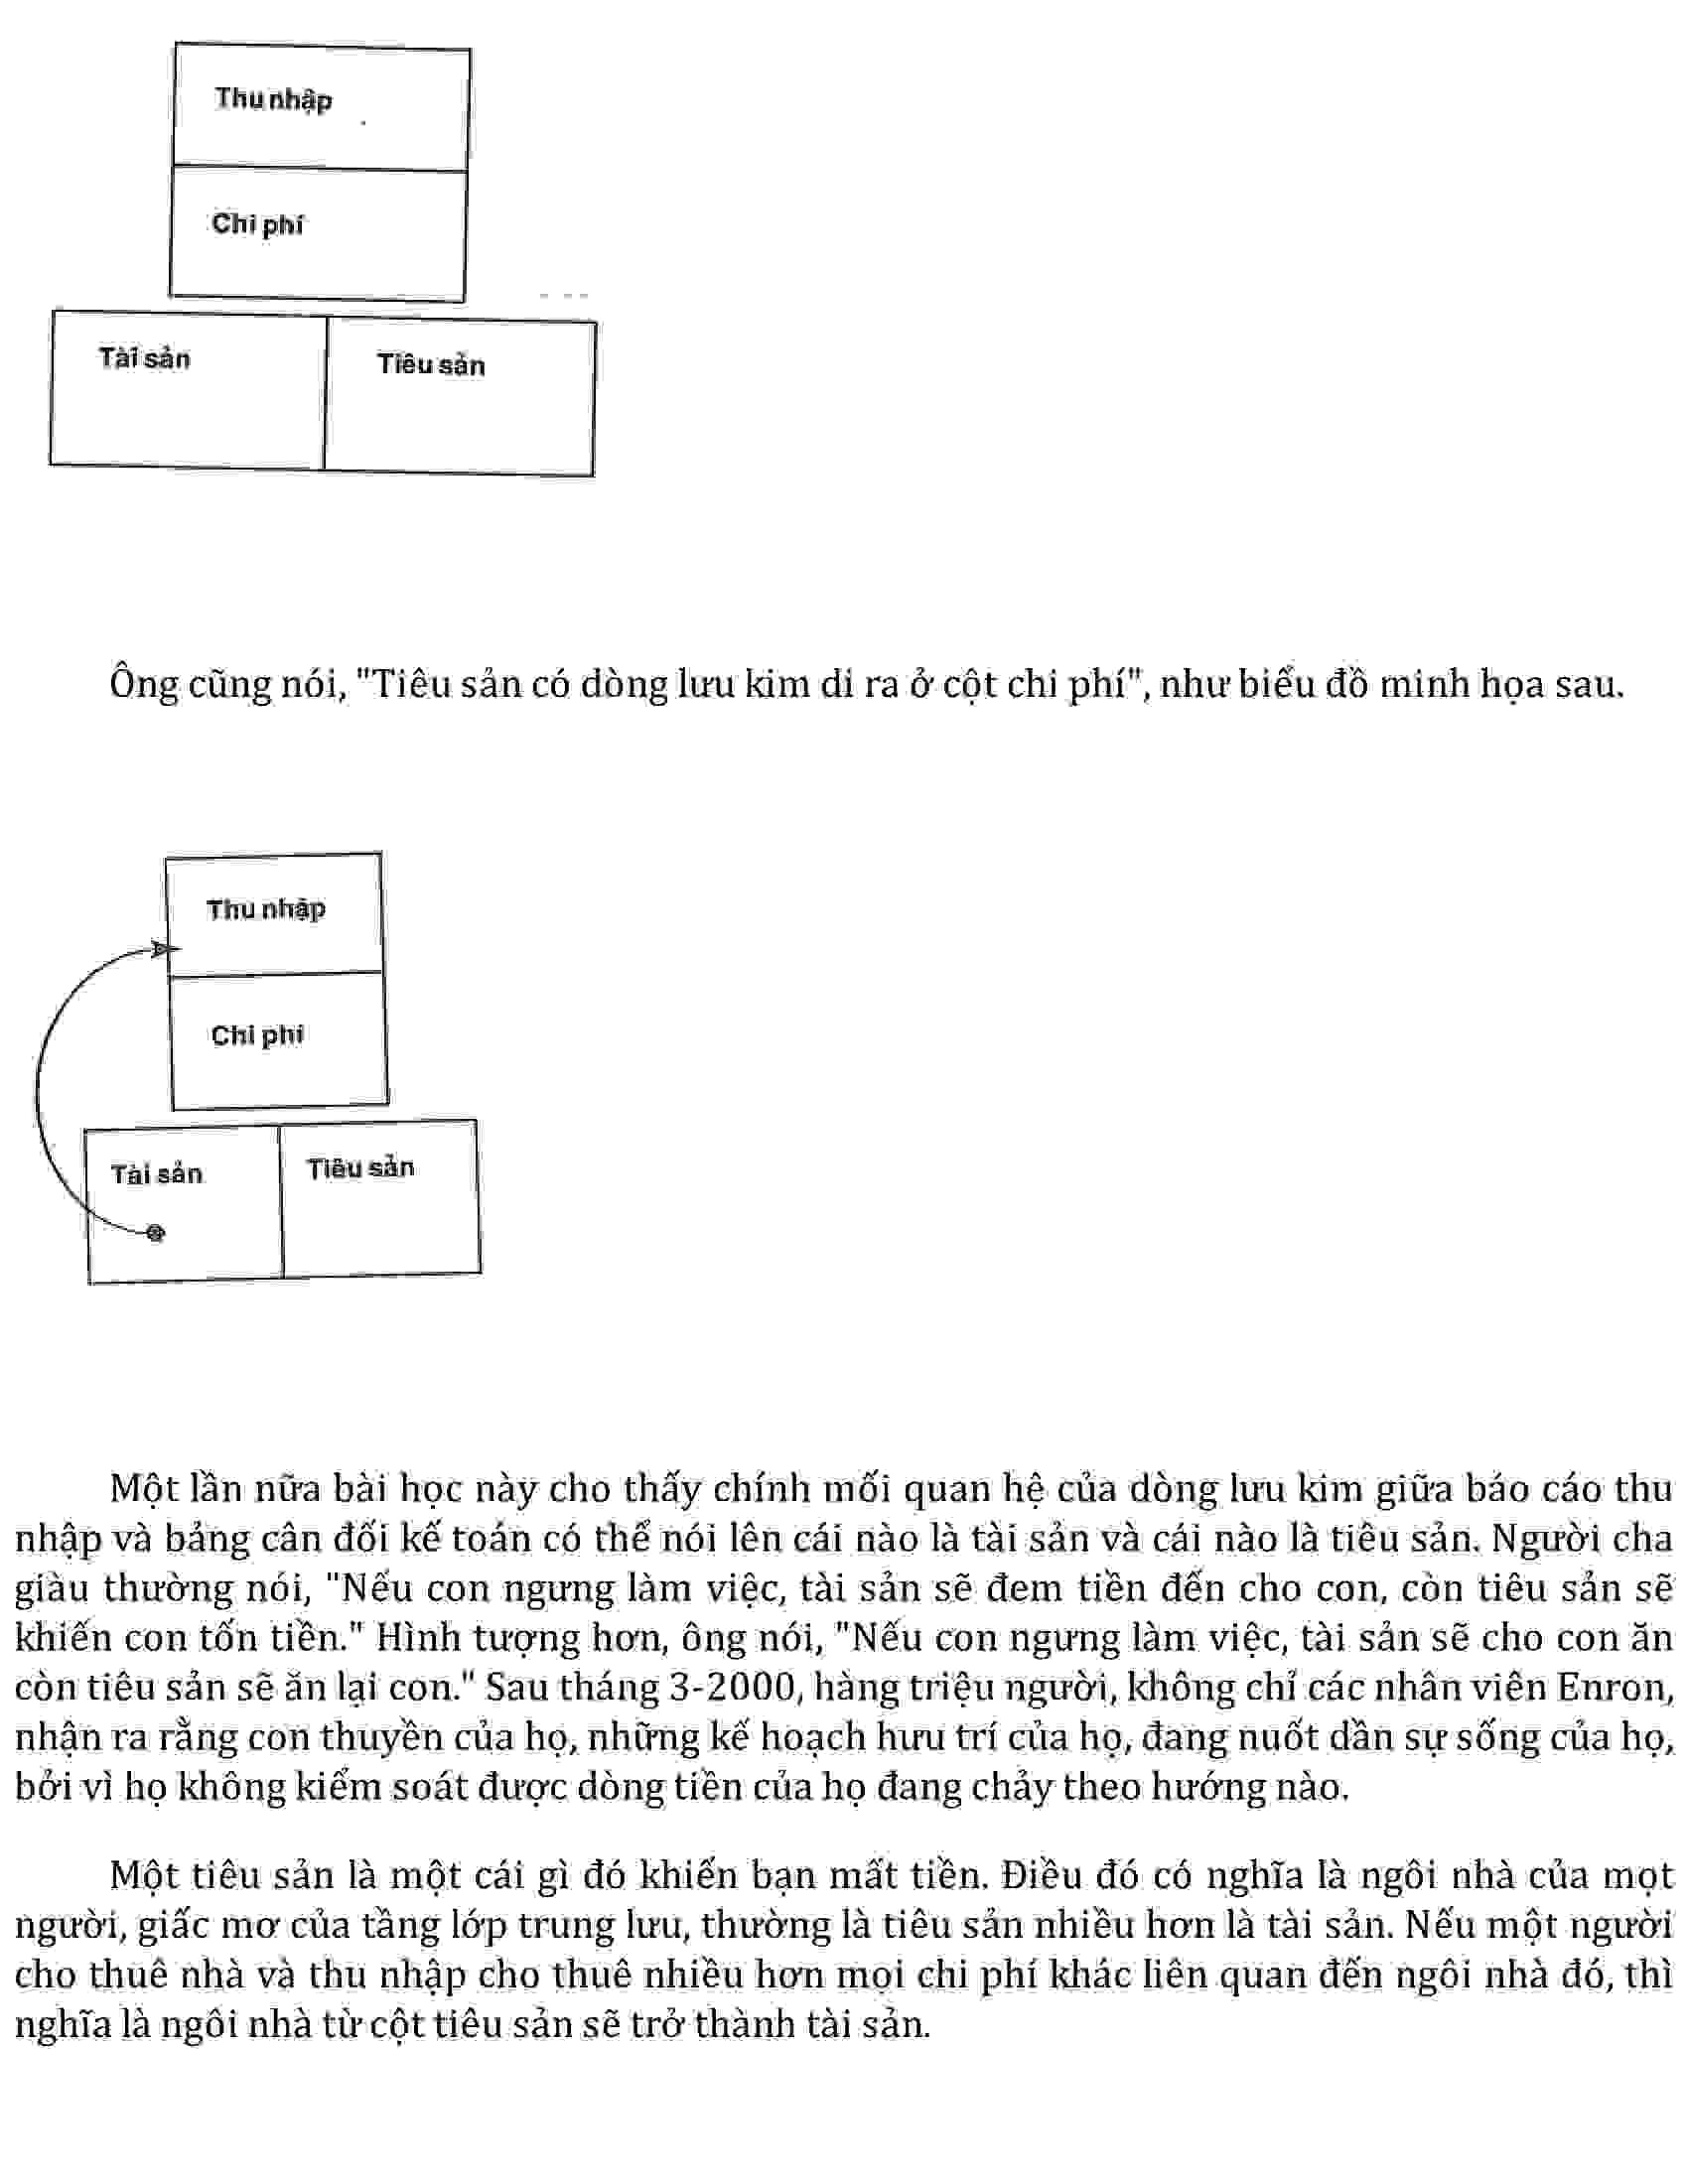 Thu nhập
Chi phí
Tài sản
Tiêu sản
Ông cũng nói, "Tiêu sản có dòng lưu kim di ra ở cột chi phí", như biểu đồ minh họa sau.
Thu nhập
Chi phí
Tài sản
Tiêu sản
Một lần nữa bài học này cho thấy chính mối quan hệ của dòng lưu kim giữa báo cáo thu
nhập và bảng cân đối kế toán có thể nói lên cái nào là tài sản và cái nào là tiêu sản. Người cha
giàu thường nói, "Nếu con ngưng làm việc, tài sản sẽ đem tiền đến cho con, còn tiêu sản sẽ
khiến con tốn tiền." Hình tượng hơn, ông nói, "Nếu con ngưng làm việc, tài sản sẽ cho con ăn
còn tiêu sản sẽ ăn lại con." Sau tháng 3-2000, hàng triệu người, không chỉ các nhân viên Enron,
nhận ra rằng con thuyền của họ, những kế hoạch hưu trí của họ, đang nuốt dần sự sống của họ,
bởi vì họ không kiểm soát được dòng tiền của họ đang chảy theo hướng nào.
Một tiêu sản là một cái gì đó khiến bạn mất tiền. Điều đó có nghĩa là ngôi nhà của mọt
người, giấc mơ của tầng lớp trung lưu, thường là tiêu sản nhiều hơn là tài sản. Nếu một người
cho thuê nhà và thu nhập cho thuê nhiều hơn mọi chi phí khác liên quan đến ngôi nhà đó, thì
nghĩa là ngôi nhà từ cột tiêu sản sẽ trở thành tài sản.